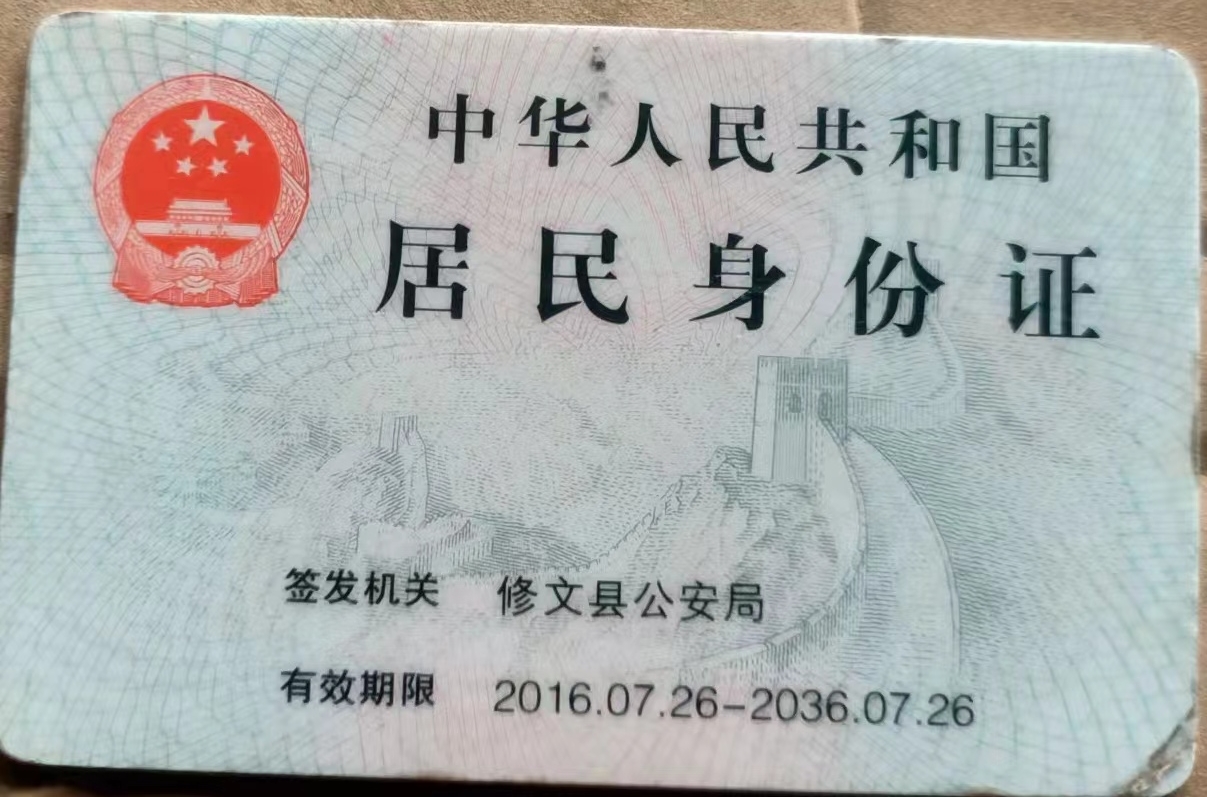 中华人民共和国
居民身份证
签发机关 修文县公安局
有效期限 2016.07.26-2036.07.26